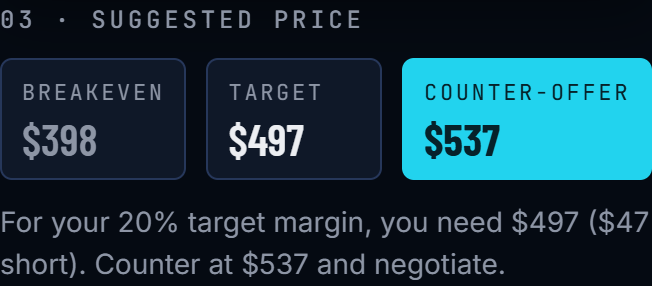 03 · SUGGESTED PRICE
BREAKEVEN TARGET COUNTER-OFFER
$398 $497 $537
For your 20% target margin, you need $497 ($47
short). Counter at $537 and negotiate.